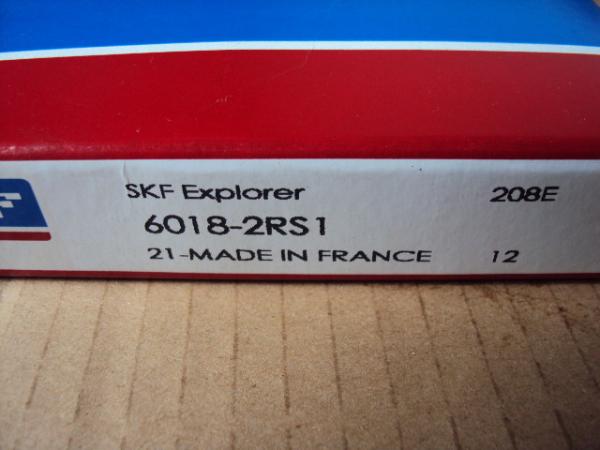 SKF Explorer 208E
6018-2RS1
21-MADE IN FRANCE 12